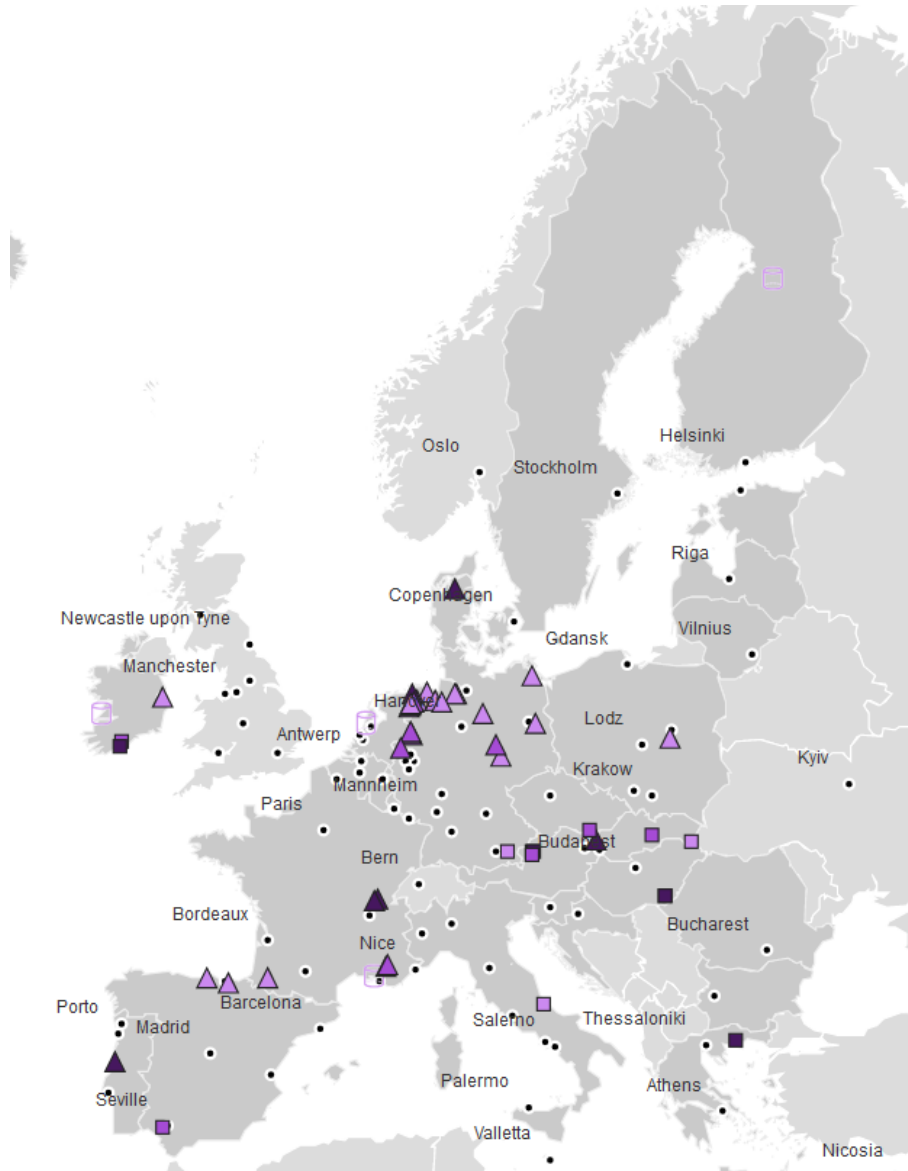 Helsinki
Oslo
Stockholm
Riga
Copenhagen
Newcastle upon Tyne
Vilnius
Gdansk
Manchester
Hanover
Lodz
Antwerp
Kyiv
Krakow
Mannheim
Paris
Budapest
Bern
Bordeaux
Bucharest
Nice
Barcelona
Porto
Salerno
Thessaloniki
Madrid
Palermo
Athens
Seville
Valletta
Nicosia